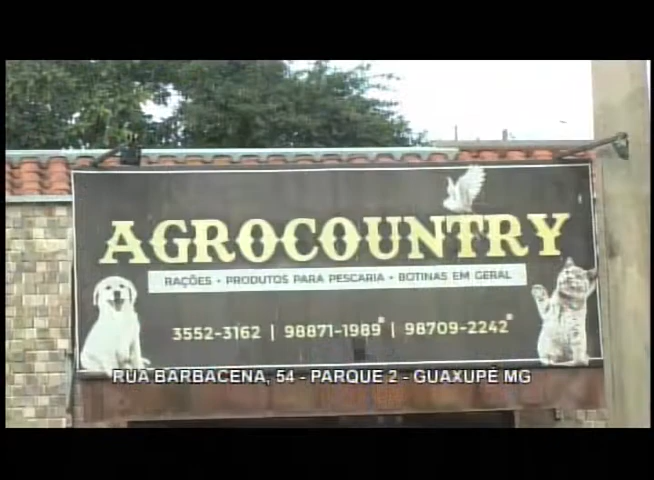 AGROCOUNTRY
RAÇÕES - PRODUTOS PARA PESCARIA - BOTINAS EM GERAL
3552-3162 | 98871-1989 | 98709-2242
RUA BARBACENA, 54 - PARQUE 2 - GUAXUPÉ MG